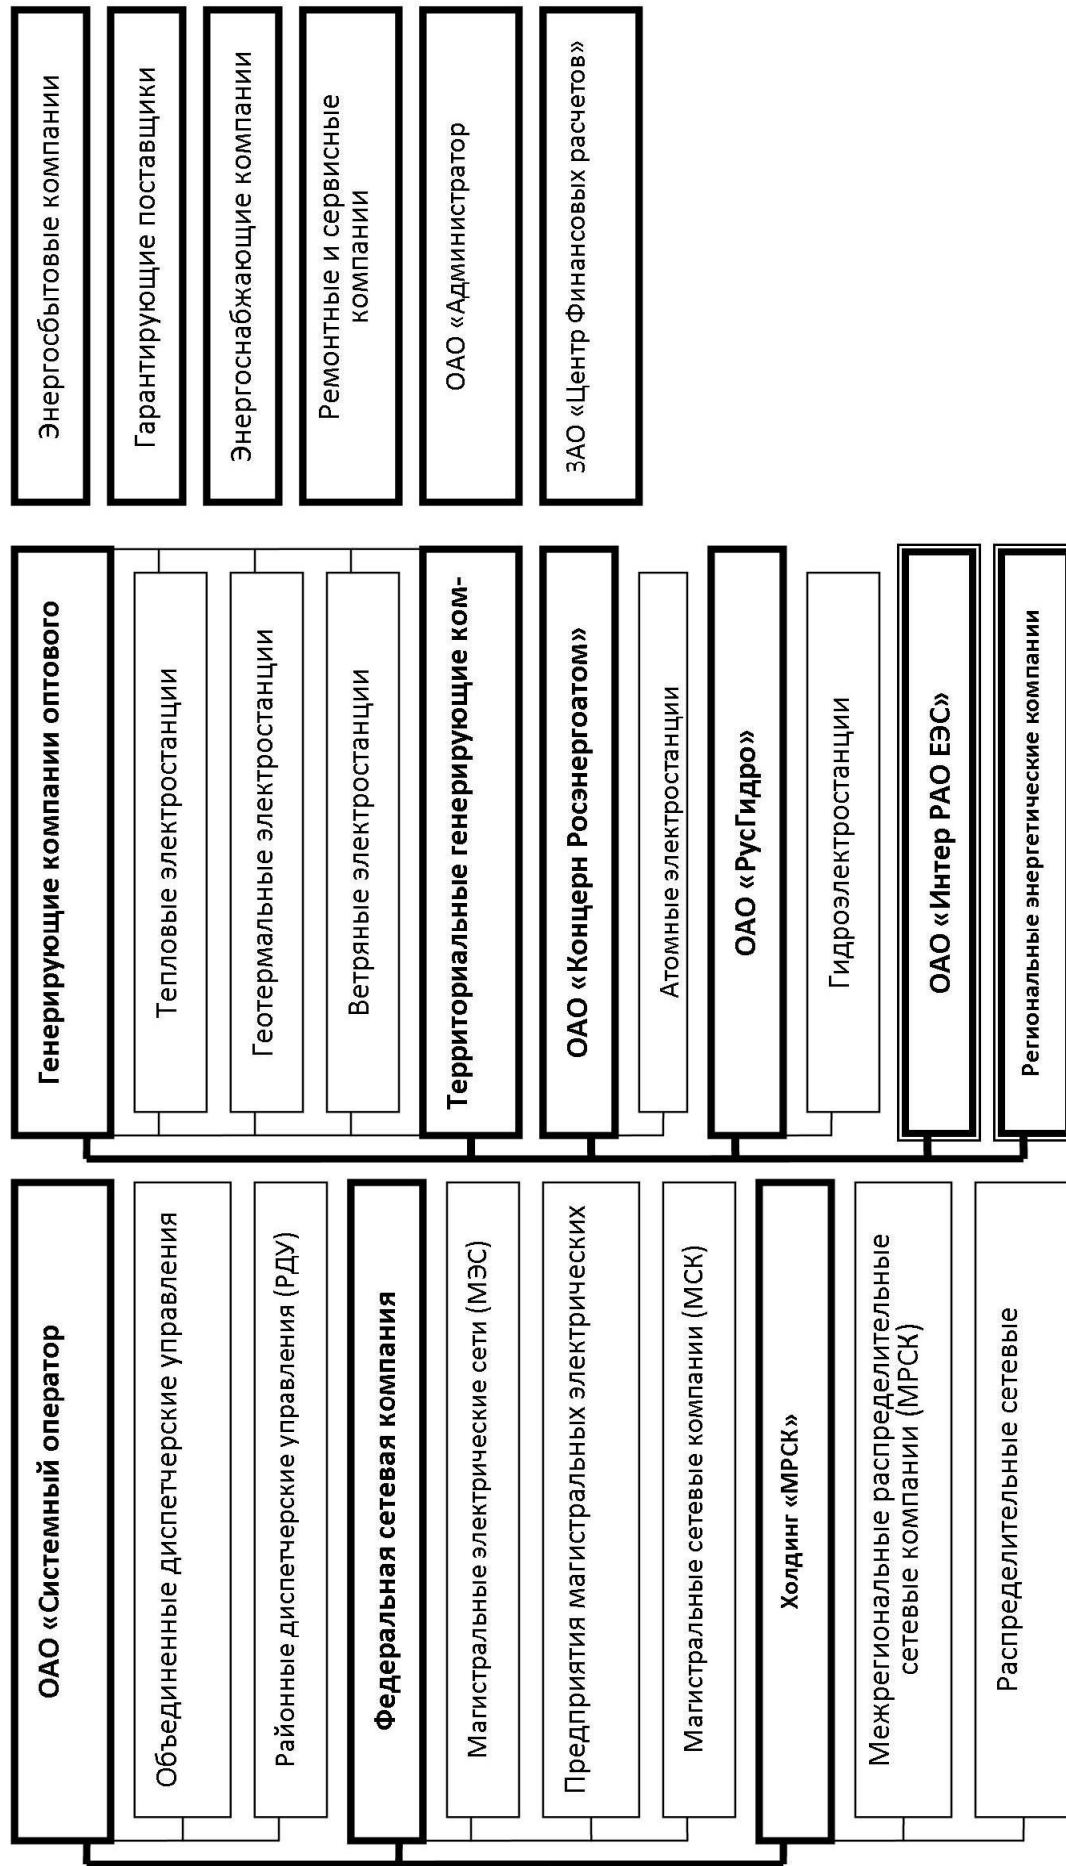 ОАО «Системный оператор
Объединенные диспетчерские управления
Районные диспетчерские управления (РДУ)
Федеральная сетевая компания
Магистральные электрические сети (МЭС)
Предприятия магистральных электрических
Магистральные сетевые компании (МСК)
Холдинг «МРСК»
Межрегиональные распределительные
сетевые компании (МРСК)
Распределительные сетевые
Генерирующие компании оптового
Тепловые электростанции
Геотермальные электростанции
Ветряные электростанции
Территориальные генерирующие ком-
ОАО «Концерн Росэнергоатом»
Атомные электростанции
ОАО «РусГидро»
Гидроэлектростанции
ОАО «Интер РАО ЕЭС»
Региональные энергетические компании
Энергосбытовые компании
Гарантирующие поставщики
Энергоснабжающие компании
Ремонтные и сервисные
компании
ОАО «Администратор
ЗАО «Центр Финансовых расчетов»